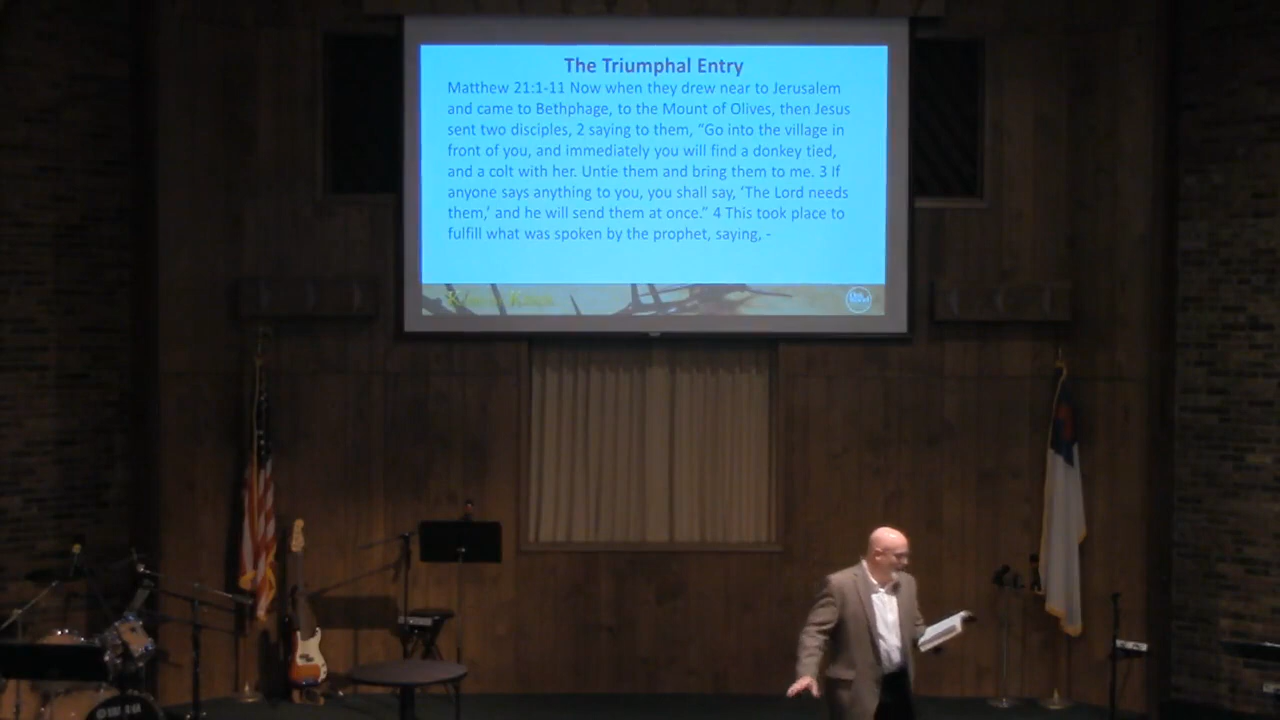 The Triumphal Entry
Matthew 21:1-11 Now when they drew near to Jerusalem
and came to Bethphage, to the Mount of Olives, then Jesus
sent two disciples, 2 saying to them, “Go into the village in
front of you, and immediately you will find a donkey tied,
and a colt with her. Untie them and bring them to me. 3 If
anyone says anything to you, you shall say, ‘The Lord needs
them,’ and he will send them at once.” 4 This took place to
fulfill what was spoken by the prophet, saying, -